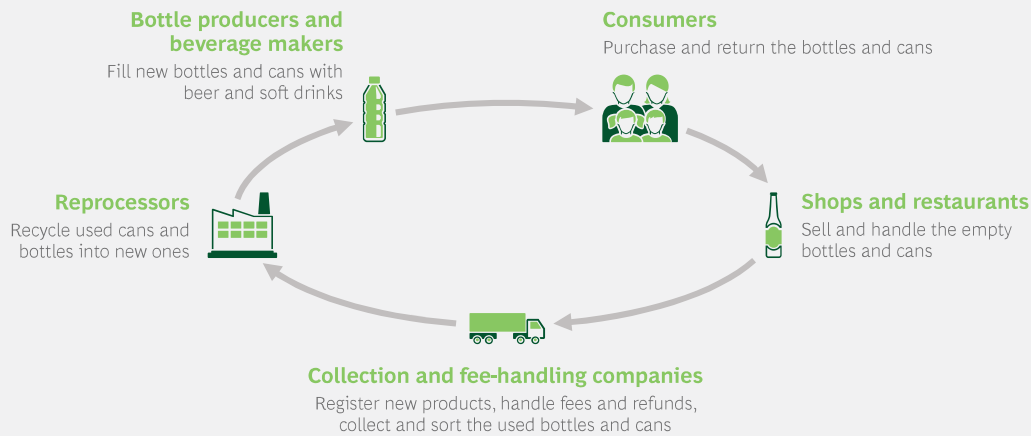 Bottle producers and
beverage makers
Fill new bottles and cans with
beer and soft drinks
Consumers
Purchase and return the bottles and cans
Shops and restaurants
Sell and handle the empty
bottles and cans
Collection and fee-handling companies
Register new products, handle fees and refunds,
collect and sort the used bottles and cans
Reprocessors
Recycle used cans and
bottles into new ones